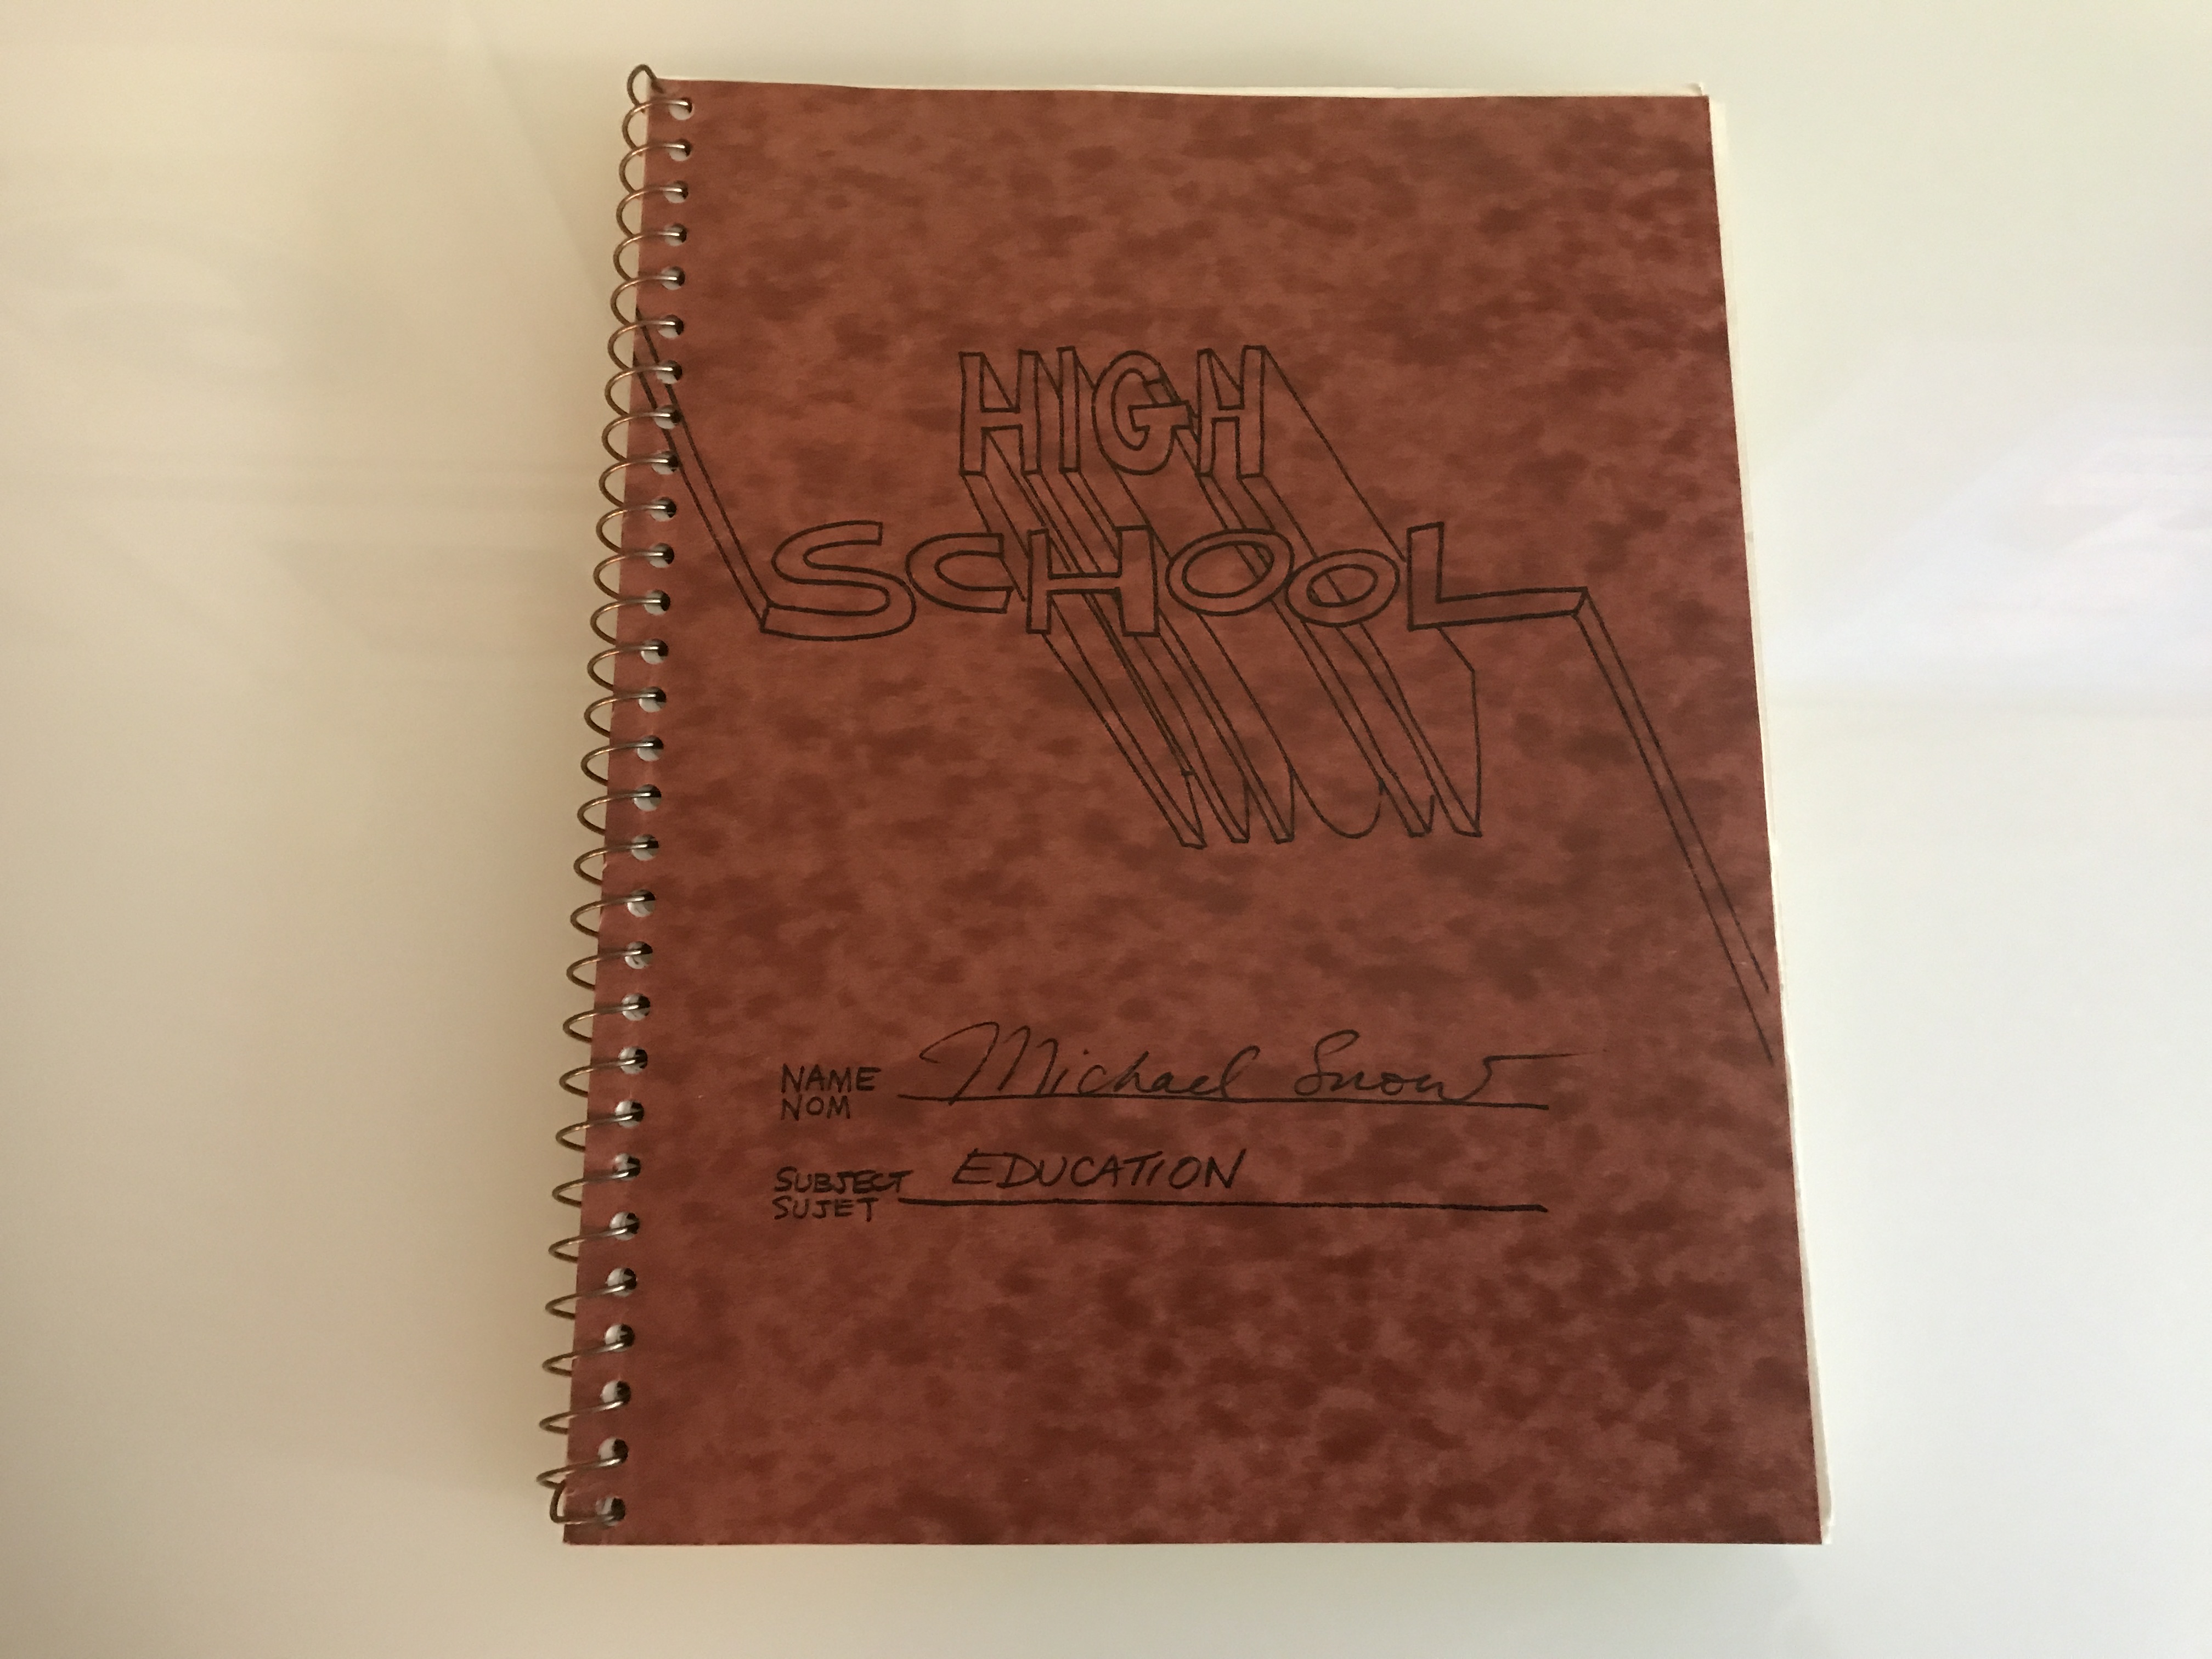 HIGH
SCHOOL
NAME Michael Snow
NOM
SUBJECT EDUCATION
SUJET